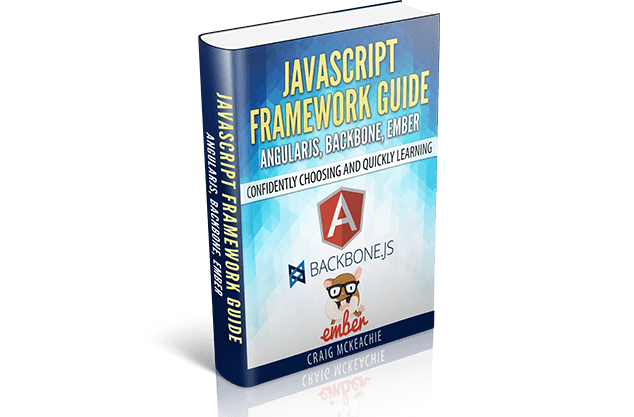 JAVASCRIPT
FRAMEWORK GUIDE
ANGULARJS, BACKBONE, EMBER
CONFIDENTLY CHOOSING AND QUICKLY LEARNING
A
BACKBONE.JS
ember
CRAIG MCKEACHIE
JAVASCRIPT FRAMEWORK GUIDE
ANGULARJS, BACKBONE, EMBER